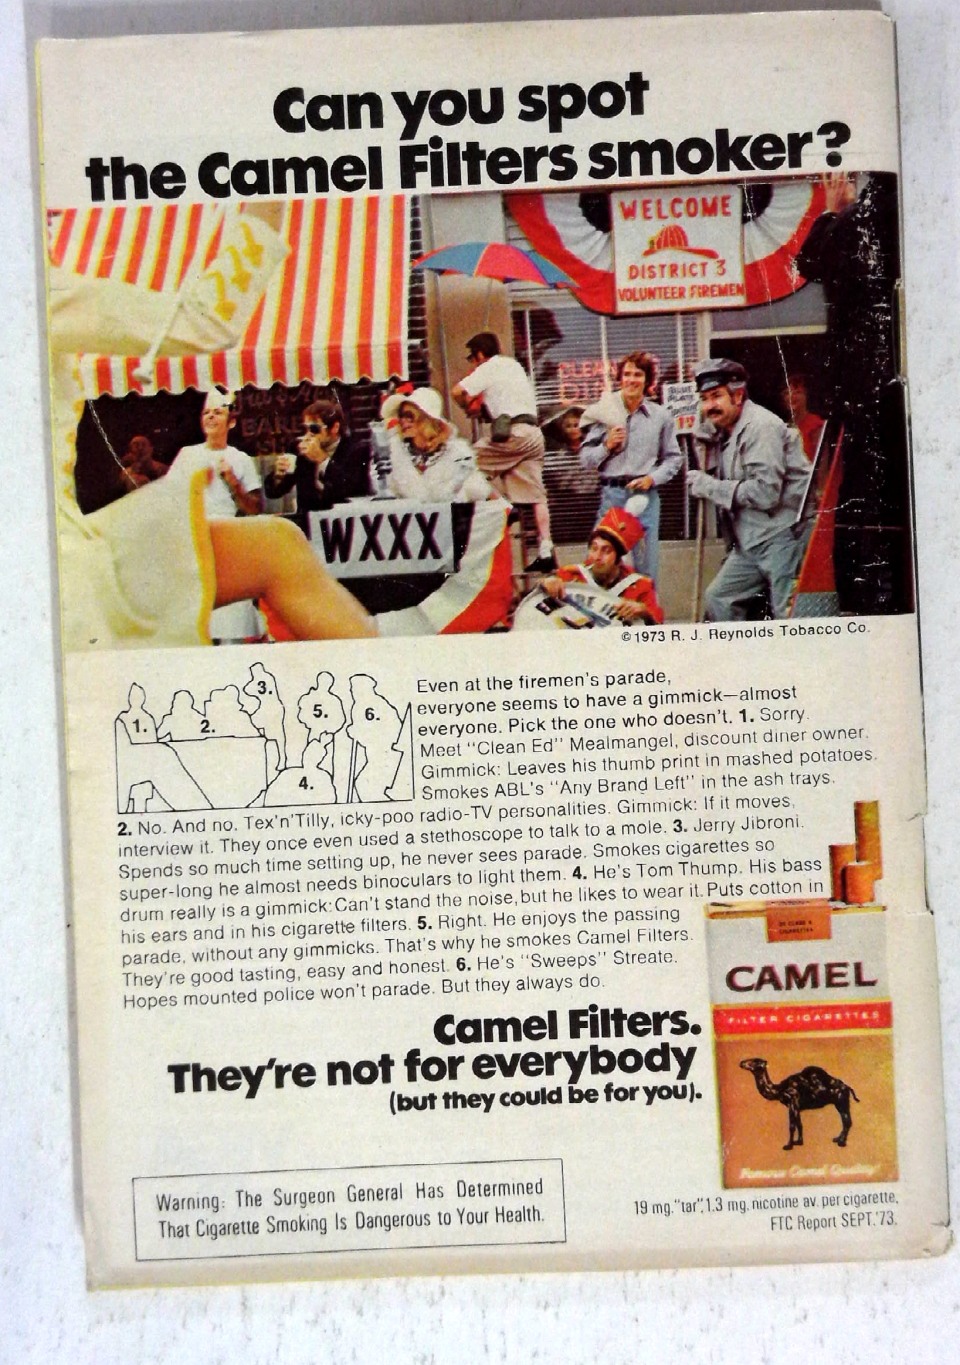 Can you spot
the Camel Filters smoker?
WELCOME
DISTRICT 3
VOLUNTEER FIREMEN
CLEAN
BAR
WXXX
©1973 R. J. Reynolds Tobacco Co.
1.
2.
3.
4.
5.
6.
Even at the firemen's parade,
everyone seems to have a gimmick—almost
everyone. Pick the one who doesn't. 1. Sorry.
Meet "Clean Ed" Mealmangel, discount diner owner.
Gimmick: Leaves his thumb print in mashed potatoes.
Smokes ABL's "Any Brand Left" in the ash trays.
2. No. And no. Tex'n'Tilly, icky-poo radio-TV personalities. Gimmick: If it moves,
interview it. They once even used a stethoscope to talk to a mole. 3. Jerry Jibroni.
Spends so much time setting up, he never sees parade. Smokes cigarettes so
super-long he almost needs binoculars to light them. 4. He's Tom Thump. His bass
drum really is a gimmick: Can't stand the noise, but he likes to wear it. Puts cotton in
his ears and in his cigarette filters. 5. Right. He enjoys the passing
parade, without any gimmicks. That's why he smokes Camel Filters.
They're good tasting, easy and honest. 6. He's "Sweeps" Streate.
Hopes mounted police won't parade. But they always do.
CAMEL
FILTER CIGARETTES
Famous Camel Quality!
Camel Filters.
They're not for everybody
(but they could be for you).
Warning: The Surgeon General Has Determined
That Cigarette Smoking Is Dangerous to Your Health.
19 mg. "tar", 1.3 mg. nicotine av. per cigarette,
FTC Report SEPT. '73.